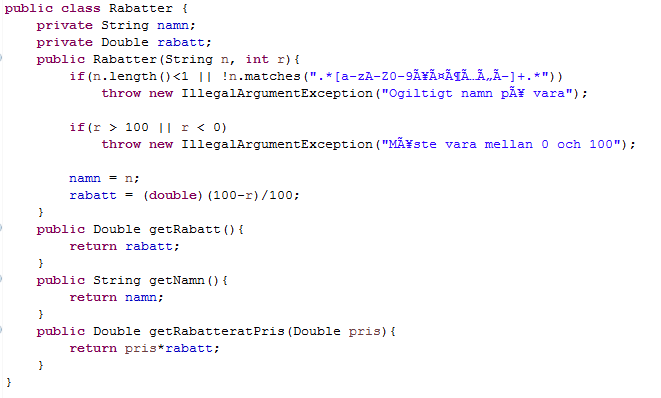 public class Rabatter {
    private String namn;
    private Double rabatt;
    public Rabatter(String n, int r){
        if(n.length()<1 || !n.matches(".*[a-zA-Z0-9Ã¥Ã¤Ã¶Ã…Ã„Ã–]+.*"))
            throw new IllegalArgumentException("Ogiltigt namn pÃ¥ vara");
        if(r > 100 || r < 0)
            throw new IllegalArgumentException("MÃ¥ste vara mellan 0 och 100");
        namn = n;
        rabatt = (double)(100-r)/100;
    }
    public Double getRabatt(){
        return rabatt;
    }
    public String getNamn(){
        return namn;
    }
    public Double getRabatteratPris(Double pris){
        return pris*rabatt;
    }
}